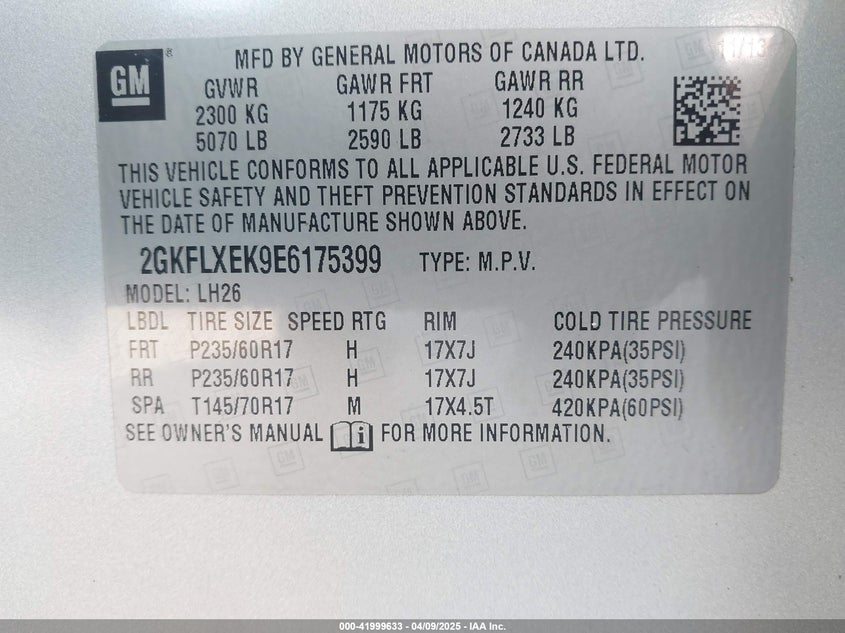 GM ®
MFD BY GENERAL MOTORS OF CANADA LTD.
11/13
GVWR GAWR FRT GAWR RR
2300 KG 1175 KG 1240 KG
5070 LB 2590 LB 2733 LB
THIS VEHICLE CONFORMS TO ALL APPLICABLE U.S. FEDERAL MOTOR
VEHICLE SAFETY AND THEFT PREVENTION STANDARDS IN EFFECT ON
THE DATE OF MANUFACTURE SHOWN ABOVE.
2GKFLXEK9E6175399 TYPE: M.P.V.
MODEL: LH26
LBDL TIRE SIZE SPEED RTG RIM COLD TIRE PRESSURE
FRT P235/60R17 H 17X7J 240KPA(35PSI)
RR P235/60R17 H 17X7J 240KPA(35PSI)
SPA T145/70R17 M 17X4.5T 420KPA(60PSI)
SEE OWNER'S MANUAL i FOR MORE INFORMATION.
000-41999633 - 04/09/2025 - IAA Inc.